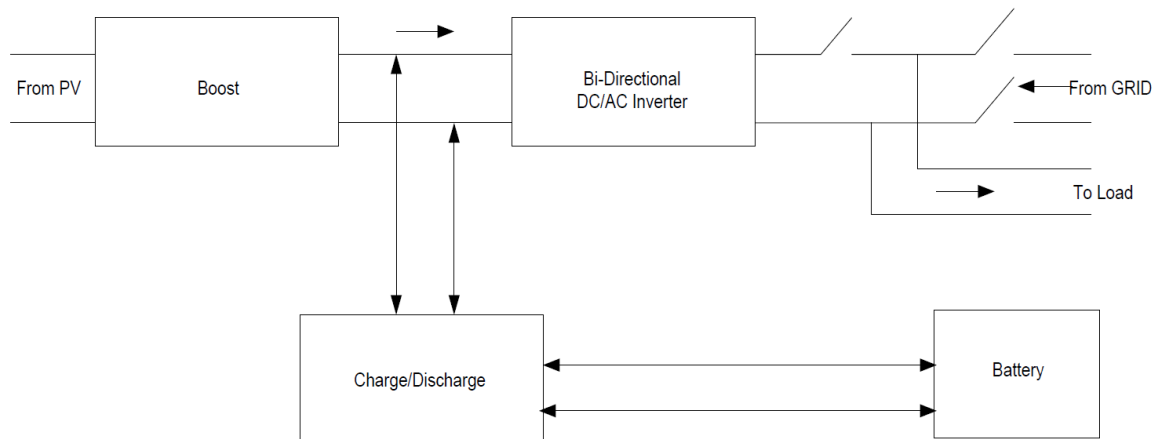 From PV
Boost
Bi-Directional
DC/AC Inverter
From GRID
To Load
Charge/Discharge
Battery